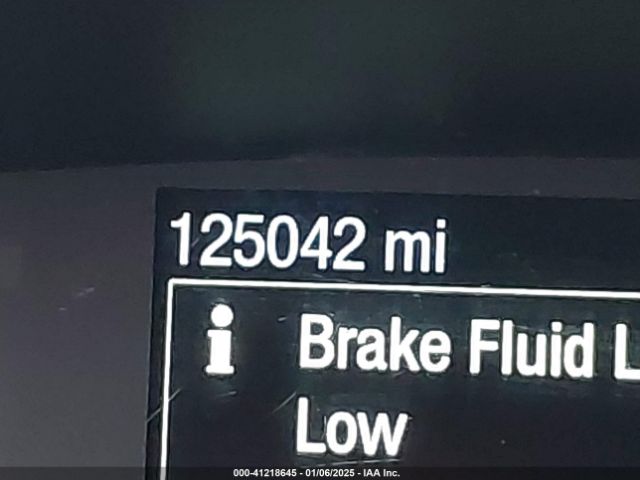 125042 mi
i Brake Fluid L
Low
000-41218645 - 01/06/2025 - IAA Inc.